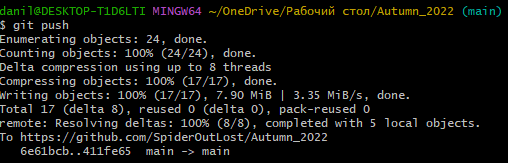 danil@DESKTOP-T1D6LTI MINGW64 ~/OneDrive/Рабочий стол/Autumn_2022 (main)
$ git push
Enumerating objects: 24, done.
Counting objects: 100% (24/24), done.
Delta compression using up to 8 threads
Compressing objects: 100% (17/17), done.
Writing objects: 100% (17/17), 7.90 MiB | 3.35 MiB/s, done.
Total 17 (delta 8), reused 0 (delta 0), pack-reused 0
remote: Resolving deltas: 100% (8/8), completed with 5 local objects.
To https://github.com/SpiderOutLost/Autumn_2022
   6e61bcb..411fe65  main -> main